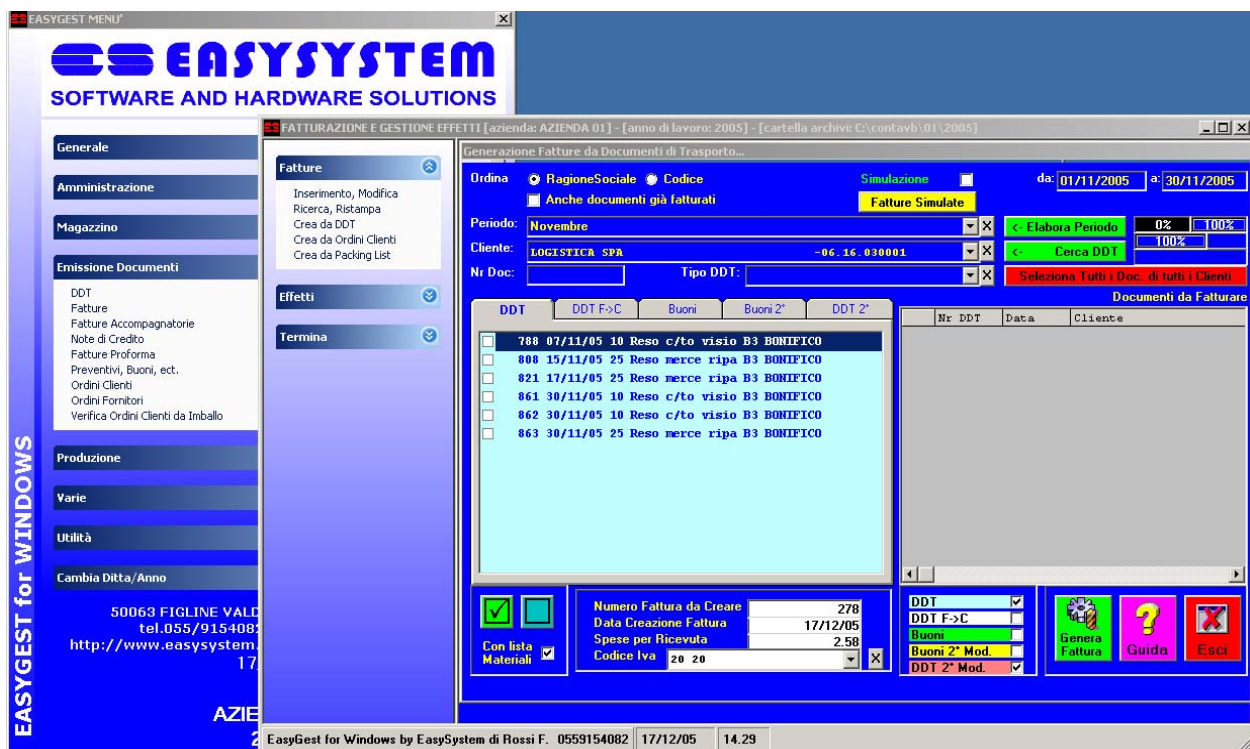 EASYGEST MENU'
EASYSYSTEM
SOFTWARE AND HARDWARE SOLUTIONS
Generale
Amministrazione
Magazzino
Emissione Documenti
DDT
Fatture
Fatture Accompagnatorie
Note di Credito
Fatture Proforma
Preventivi, Buoni, ect.
Ordini Clienti
Ordini Fornitori
Verifica Ordini Clienti da Imballo
Produzione
Varie
Utilità
Cambia Ditta/Anno
50063 FIGLINE VALD
tel.055/9154082
http://www.easysystem.
17
AZIE
2
EASYGEST for WINDOWS
FATTURAZIONE E GESTIONE EFFETTI [azienda: AZIENDA 01] - [anno di lavoro: 2005] - [cartella archivi: C:\contavb\01\2005]
Fatture
Inserimento, Modifica
Ricerca, Ristampa
Crea da DDT
Crea da Ordini Clienti
Crea da Packing List
Effetti
Termina
Generazione Fatture da Documenti di Trasporto...
Ordina RagioneSociale Codice Simulazione da: 01/11/2005 a: 30/11/2005
Anche documenti già fatturati Fatture Simulate
Periodo: Novembre X <- Elabora Periodo 0% 100%
Cliente: LOGISTICA SPA -06.16.030001 X <- Cerca DDT 100%
Nr Doc: Tipo DDT: X Seleziona Tutti i Doc. di tutti i Clienti
Documenti da Fatturare
DDT DDT F->C Buoni Buoni 2° DDT 2°
Nr DDT Data Cliente
788 07/11/05 10 Reso c/to visio B3 BONIFICO
808 15/11/05 25 Reso merce ripa B3 BONIFICO
821 17/11/05 25 Reso merce ripa B3 BONIFICO
861 30/11/05 10 Reso c/to visio B3 BONIFICO
862 30/11/05 10 Reso c/to visio B3 BONIFICO
863 30/11/05 25 Reso merce ripa B3 BONIFICO
Con lista Materiali
Numero Fattura da Creare 278
Data Creazione Fattura 17/12/05
Spese per Ricevuta 2.58
Codice Iva 20 20 X
DDT
DDT F->C
Buoni
Buoni 2° Mod.
DDT 2° Mod.
Genera Fattura
Guida
Esci
EasyGest for Windows by EasySystem di Rossi F. 0559154082 17/12/05 14.29